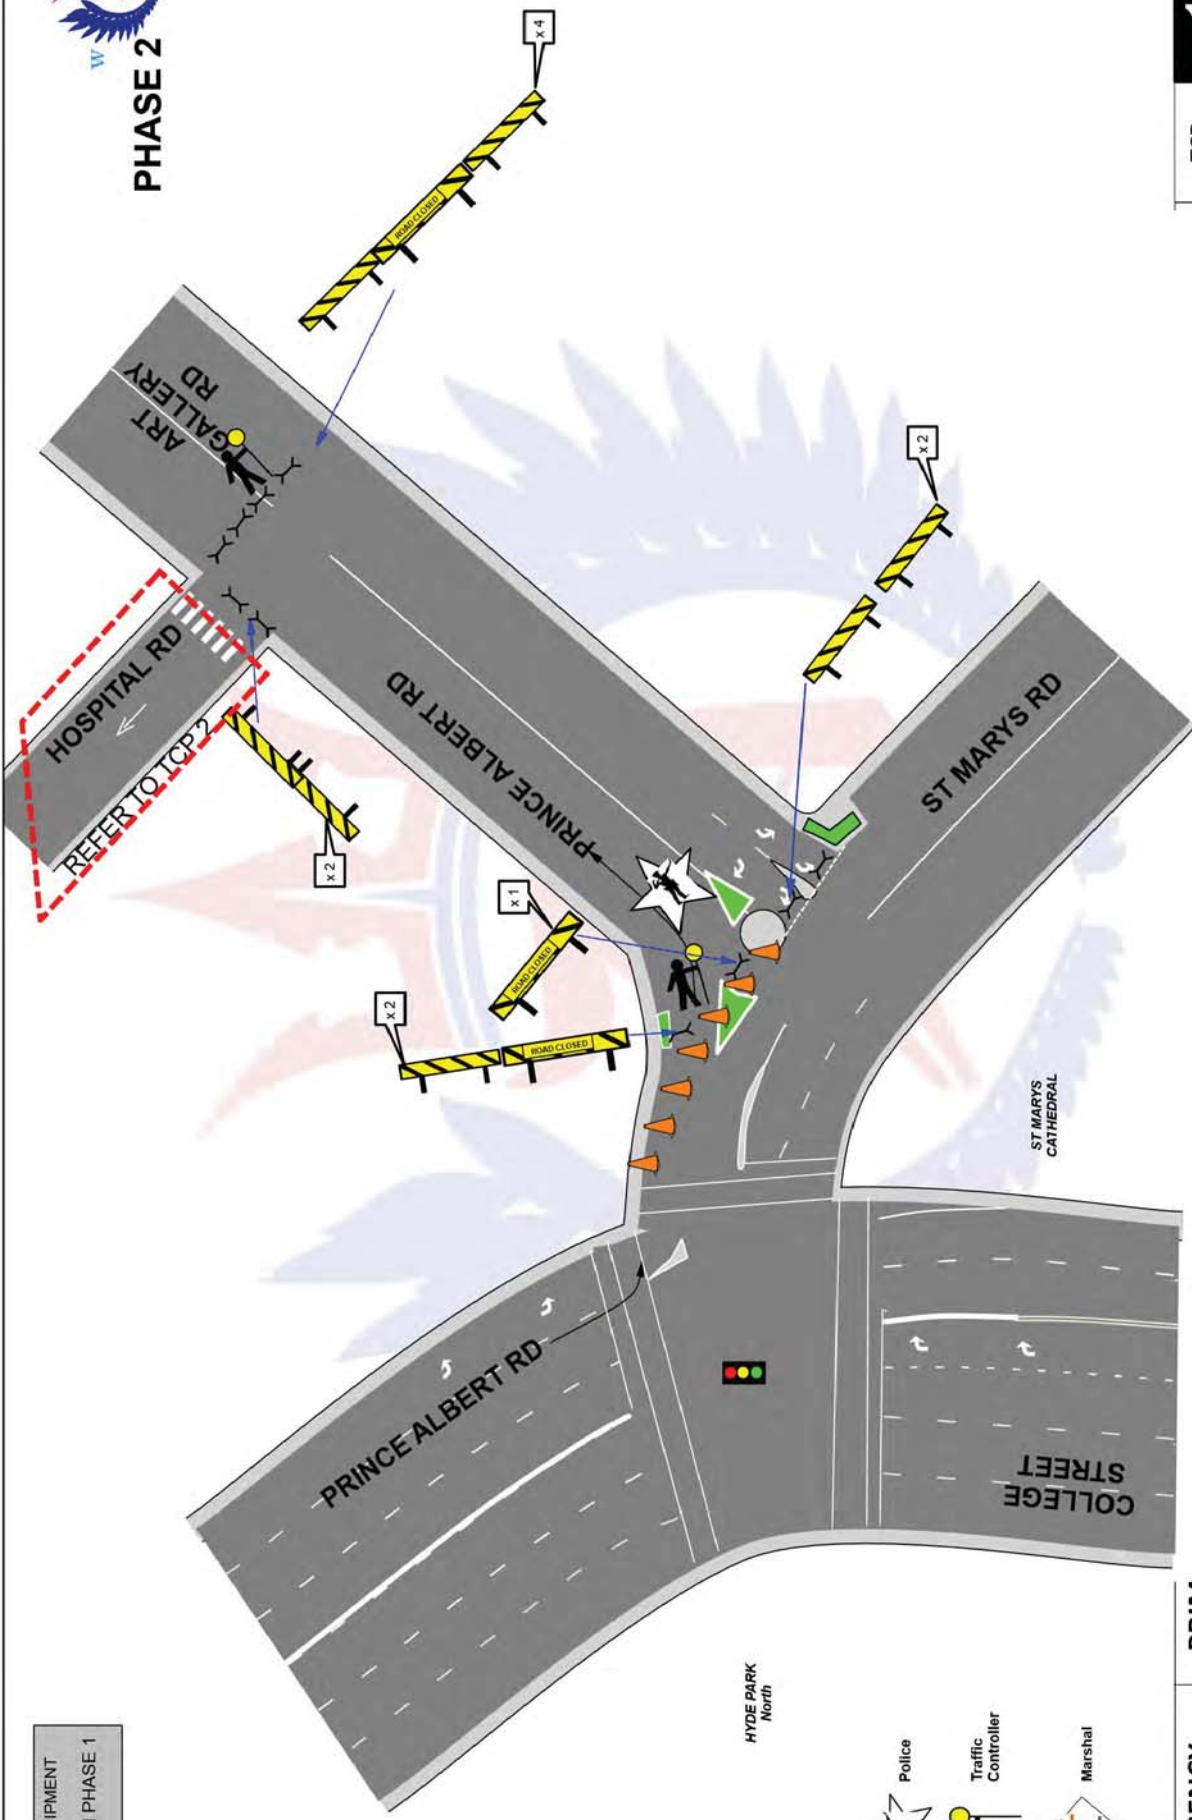 PHASE 2
W
x 4
ROAD CLOSED
ART
GALLERY
RD
HOSPITAL RD
REFER TO TCP 2
x 2
PRINCE ALBERT RD
x 2
ST MARYS RD
x 1
ROAD CLOSED
x 2
ROAD CLOSED
ST MARYS
CATHEDRAL
PRINCE ALBERT RD
COLLEGE
STREET
HYDE PARK
North
PHASE 1
Police
Traffic
Controller
Marshal